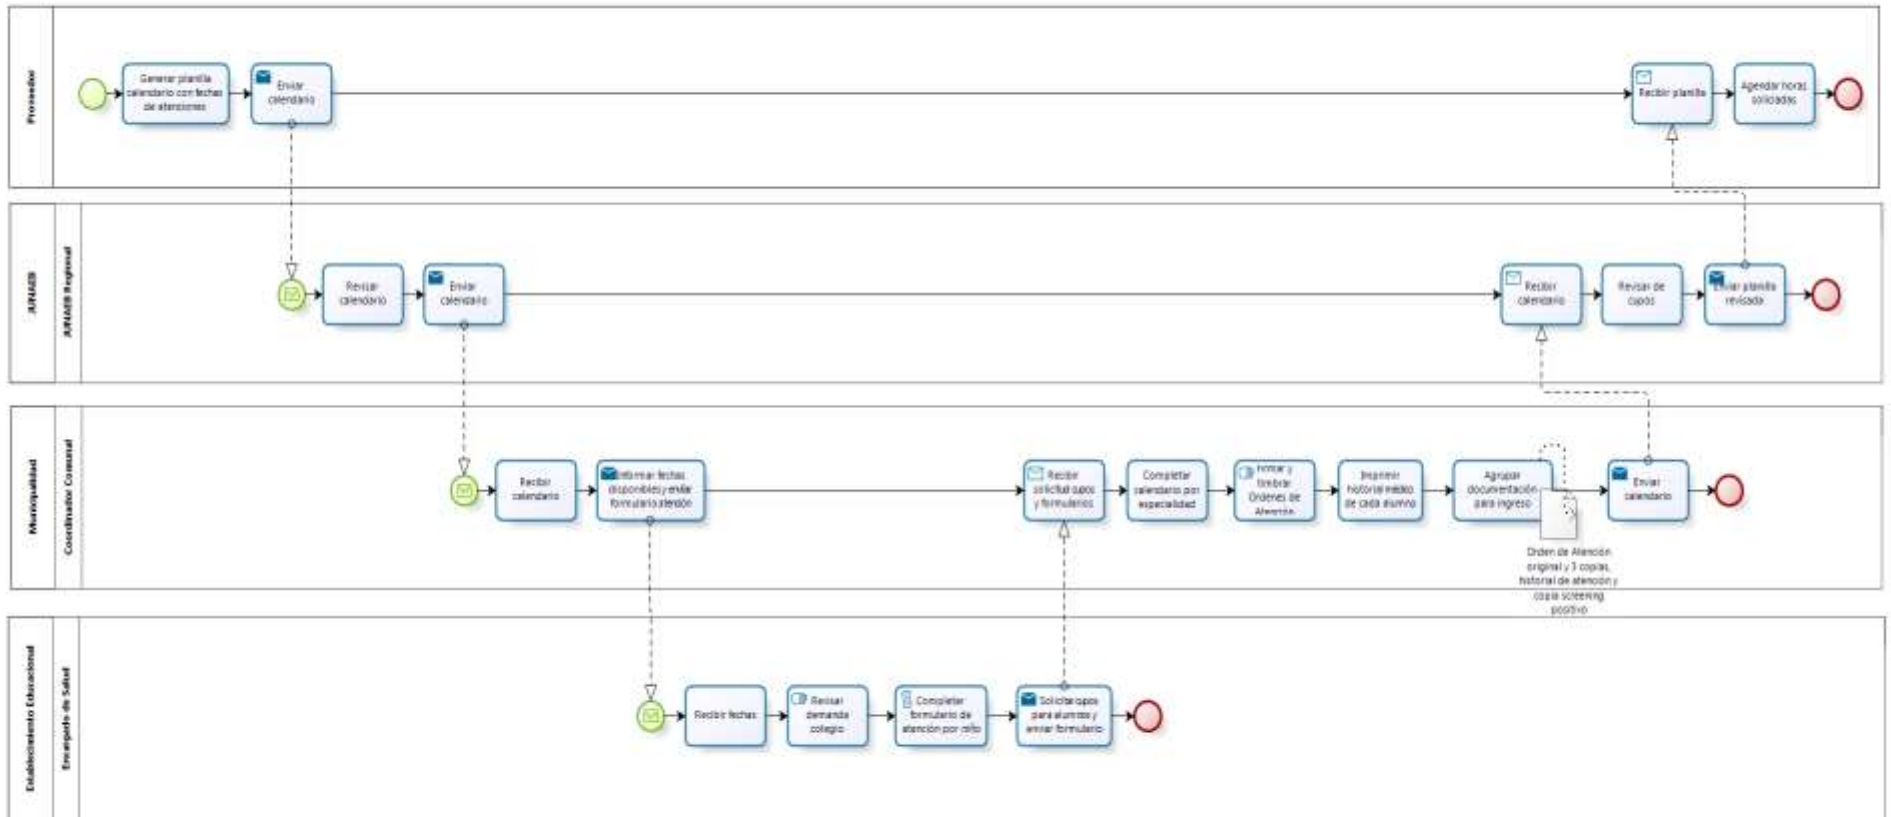 Proveedor
Generar planilla
calendario con fechas
de atenciones
Enviar
calendario
Recibir planilla
Agendar horas
solicitadas
JUNAEB
JUNAEB Regional
Revisar
calendario
Enviar
calendario
Recibir
calendario
Revisar de
cupos
Enviar planilla
revisada
Municipalidad
Coordinador Comunal
Recibir
calendario
Informar fechas
disponibles y enviar
formulario atención
Recibir
solicitud cupos
y formularios
Completar
calendario por
especialidad
Firmar y
timbrar
Ordenes de
Atención
Imprimir
historial médico
de cada alumno
Agrupar
documentación
para ingreso
Orden de Atención
original y 3 copias,
historial de atención y
copia screening
positivo
Enviar
calendario
Establecimiento Educacional
Encargado de Salud
Recibir fechas
Revisar
demanda
colegio
Completar
formulario de
atención por niño
Solicitar cupos
para alumnos y
enviar formulario